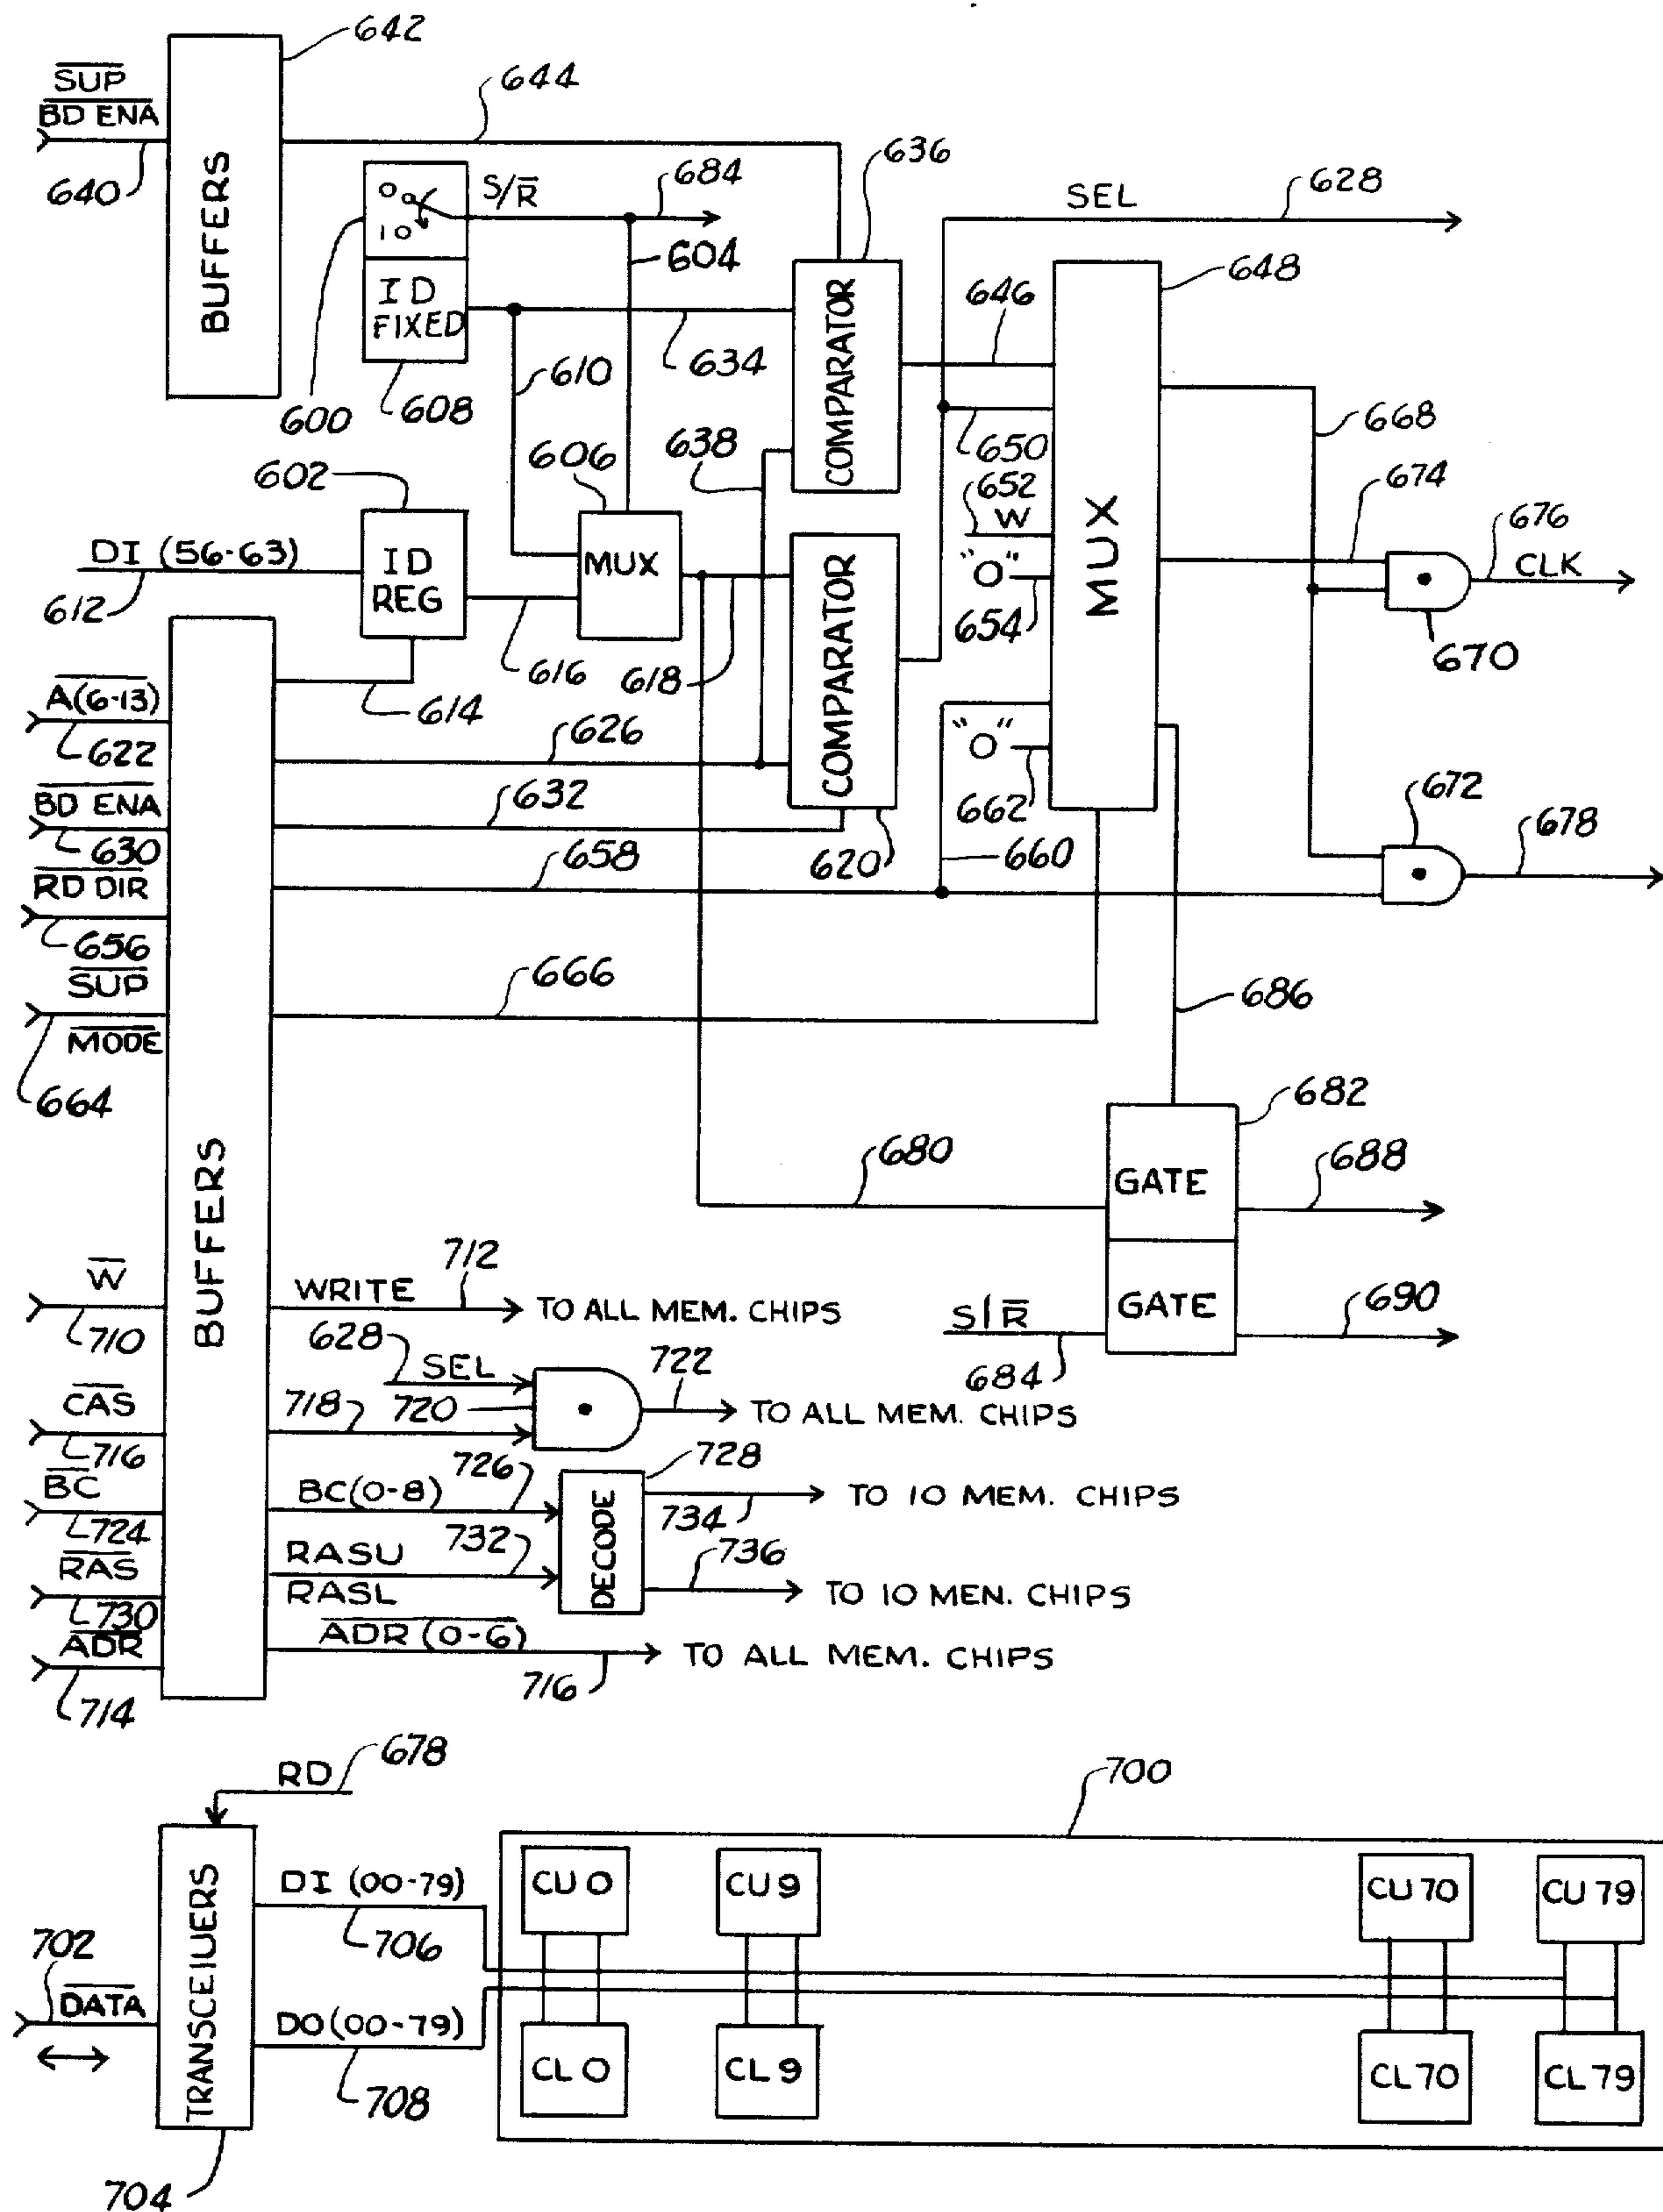 642
SUP
BD ENA
640
BUFFERS
644
636
0
1
S/R
684
SEL
628
604
648
ID
FIXED
634
COMPARATOR
646
610
600
608
638
650
668
606
602
652
W
674
DI (56-63)
612
ID
REG
MUX
"0"
654
MUX
676
CLK
670
616
618
COMPARATOR
A(6-13)
622
614
626
"0"
662
BD ENA
630
632
620
660
672
678
RD DIR
656
658
SUP
MODE
664
666
686
BUFFERS
682
680
GATE
688
W
710
WRITE
712
TO ALL MEM. CHIPS
S/R
684
GATE
690
628
SEL
722
CAS
716
718
720
TO ALL MEM. CHIPS
BC
724
BC(0-8)
726
728
DECODE
734
TO 10 MEM. CHIPS
RAS
730
RASU
RASL
732
736
TO 10 MEN. CHIPS
ADR
714
ADR (0-6)
716
TO ALL MEM. CHIPS
RD
678
700
TRANSCEIVERS
DI (00-79)
706
CU 0
CU 9
CU 70
CU 79
702
DATA
DO (00-79)
708
CL 0
CL 9
CL 70
CL 79
704